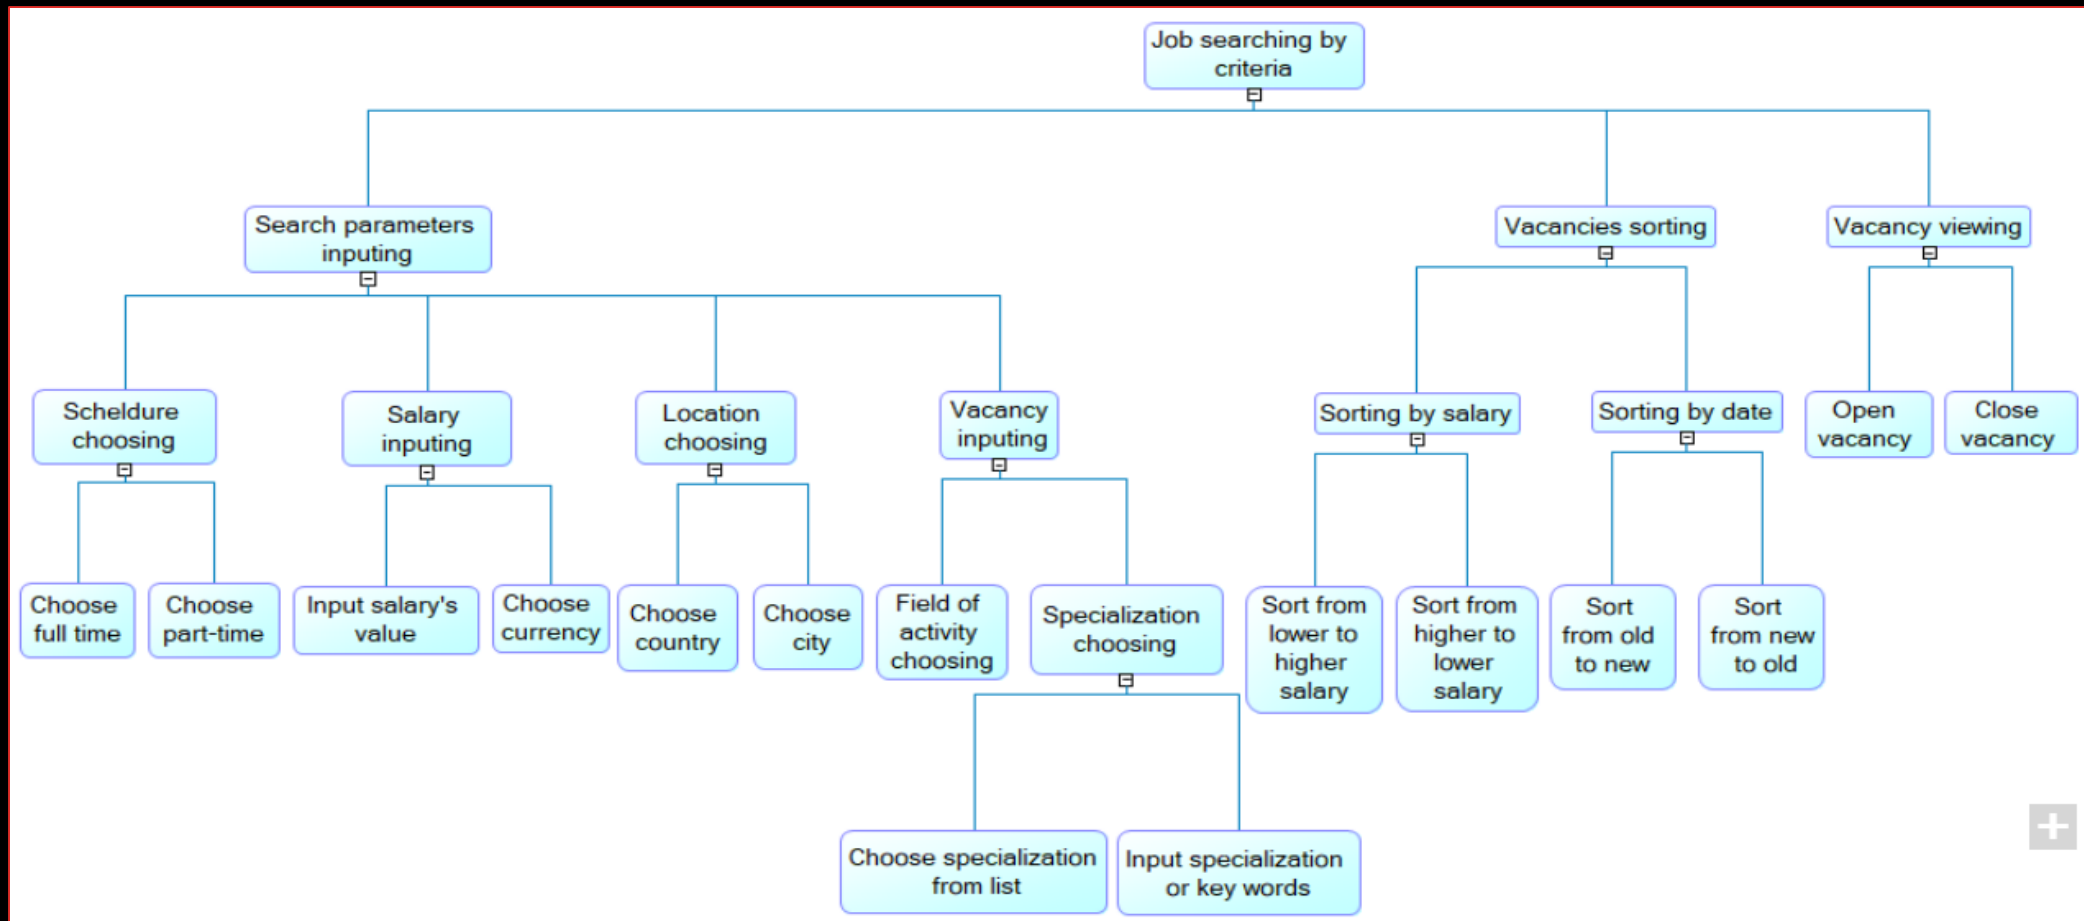 Job searching by
criteria
Search parameters
inputing
Vacancies sorting
Vacancy viewing
Scheldure
choosing
Salary
inputing
Location
choosing
Vacancy
inputing
Sorting by salary
Sorting by date
Open
vacancy
Close
vacancy
Choose
full time
Choose
part-time
Input salary's
value
Choose
currency
Choose
country
Choose
city
Field of
activity
choosing
Specialization
choosing
Sort from
lower to
higher
salary
Sort from
higher to
lower
salary
Sort
from old
to new
Sort
from new
to old
Choose specialization
from list
Input specialization
or key words